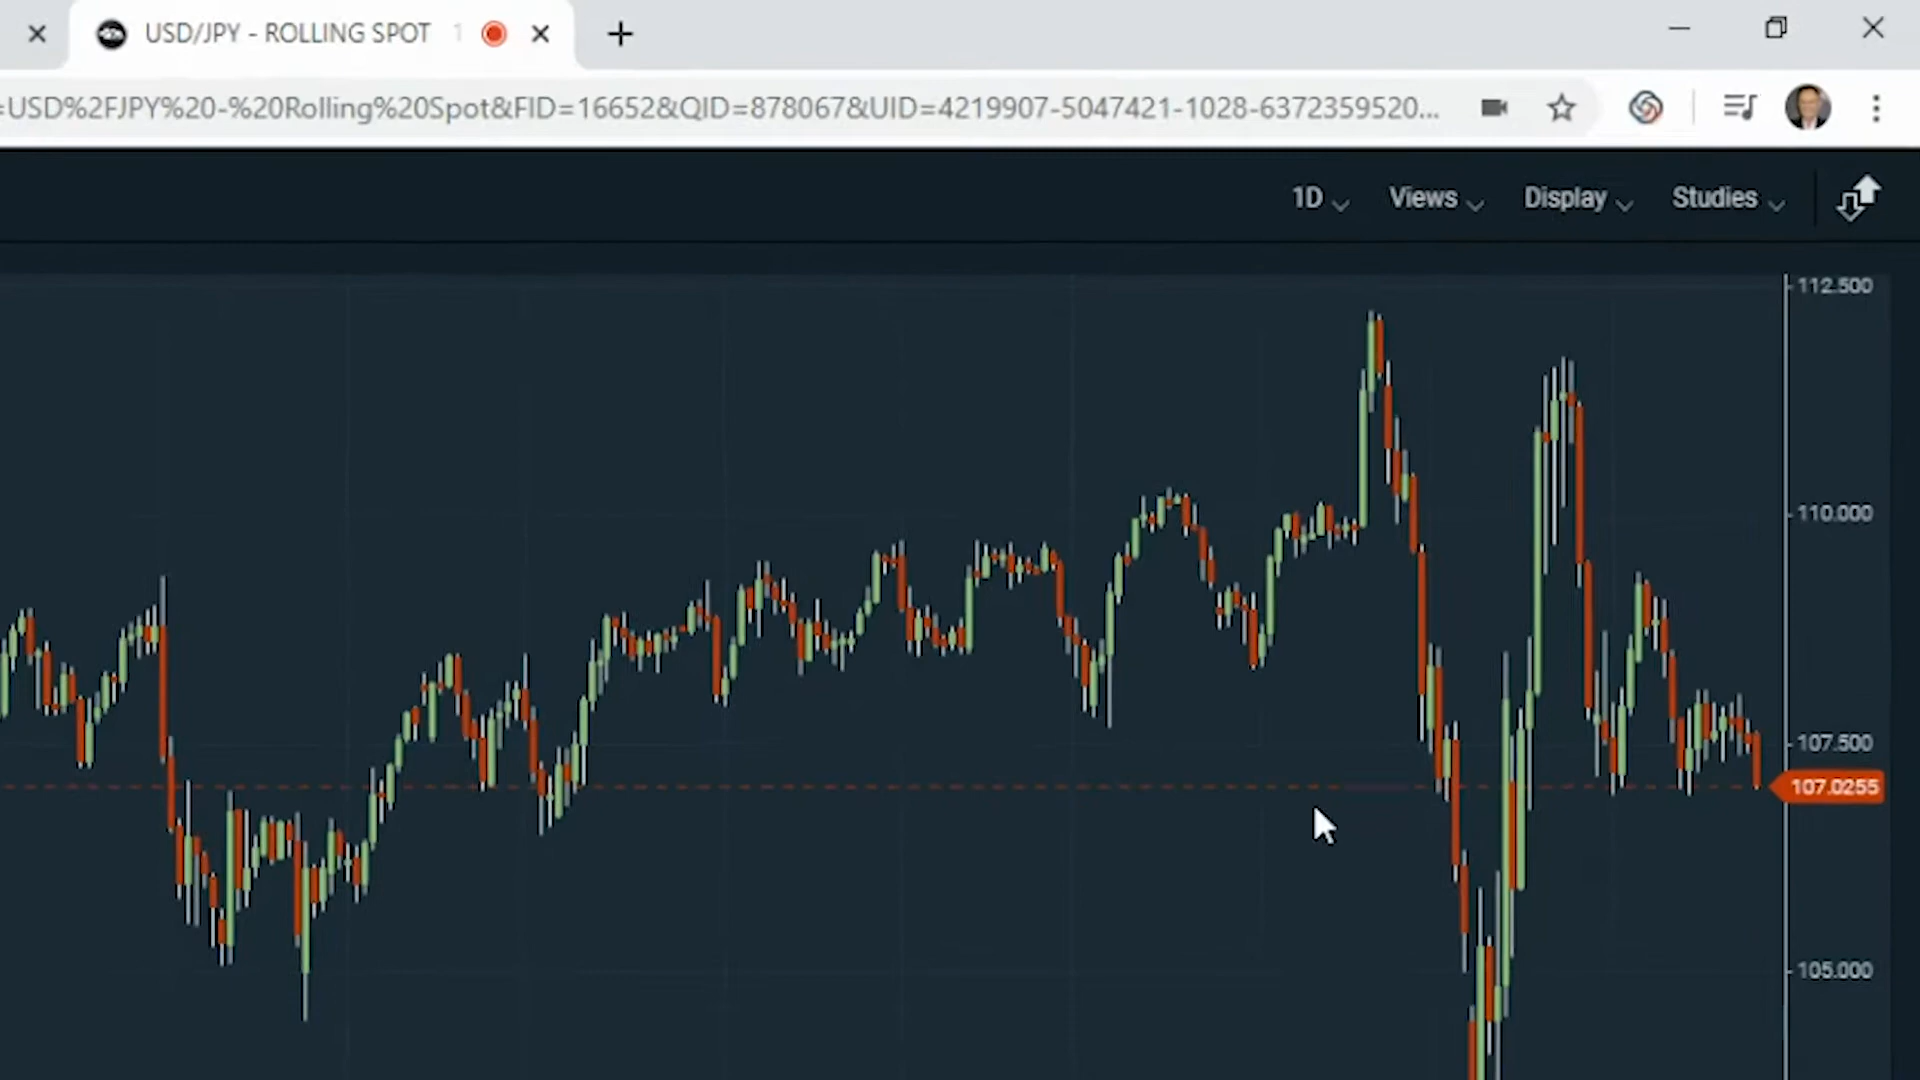 USD/JPY - ROLLING SPOT 1
=USD%2FJPY%20-%20Rolling%20Spot&FID=16652&QID=878067&UID=4219907-5047421-1028-6372359520...
1D Views Display Studies
112.500
110.000
107.500
107.0255
105.000